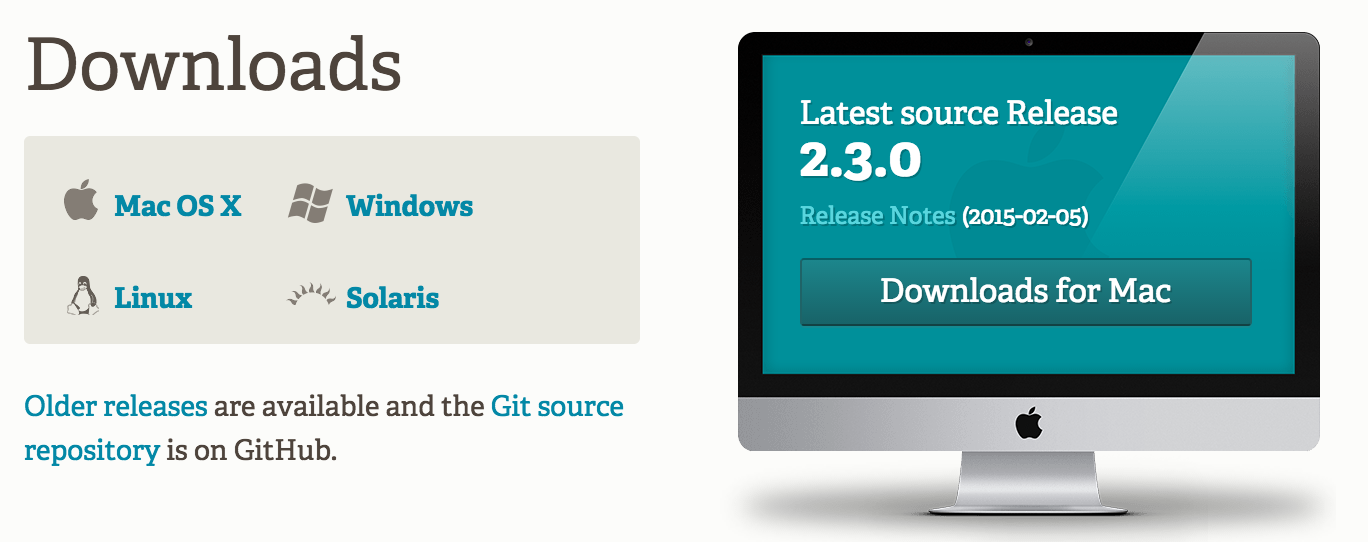 Downloads
Mac OS X
Windows
Linux
Solaris
Older releases are available and the Git source
repository is on GitHub.
Latest source Release
2.3.0
Release Notes (2015-02-05)
Downloads for Mac